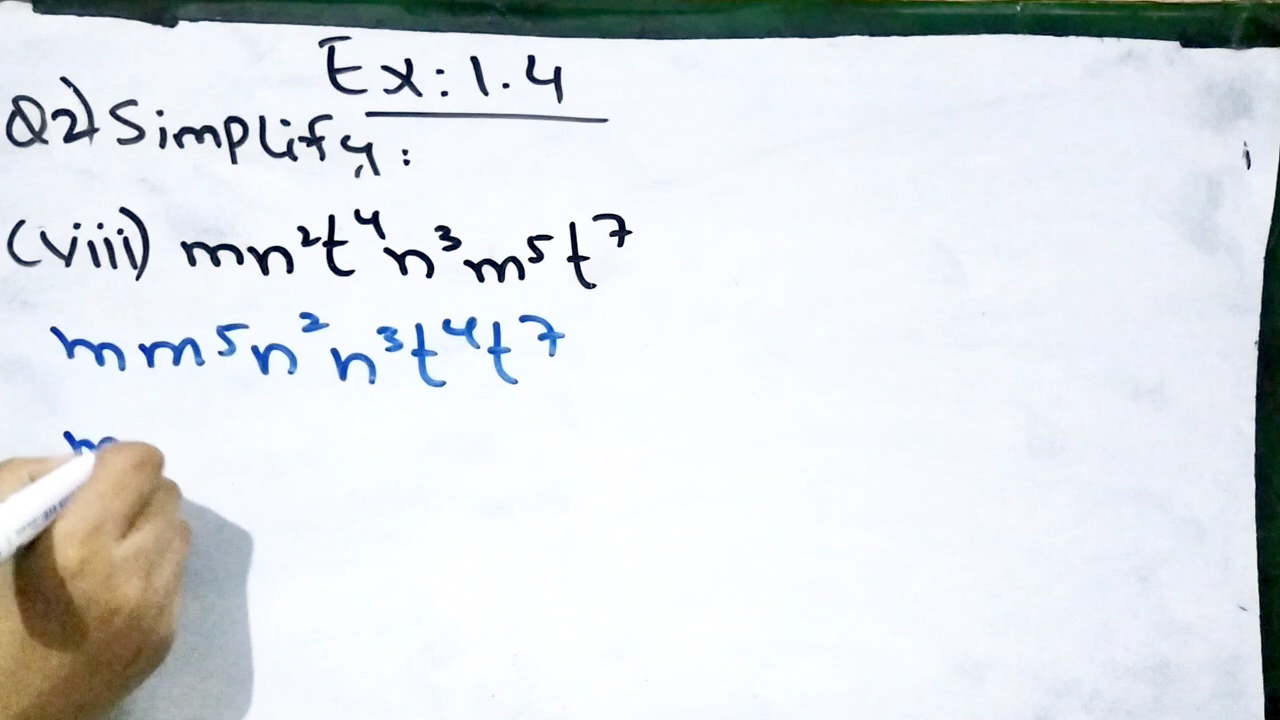 Ex: 1.4
Q2) Simplify:
(viii) mn²t⁴n³m⁵t⁷
mm⁵n²n³t⁴t⁷
m